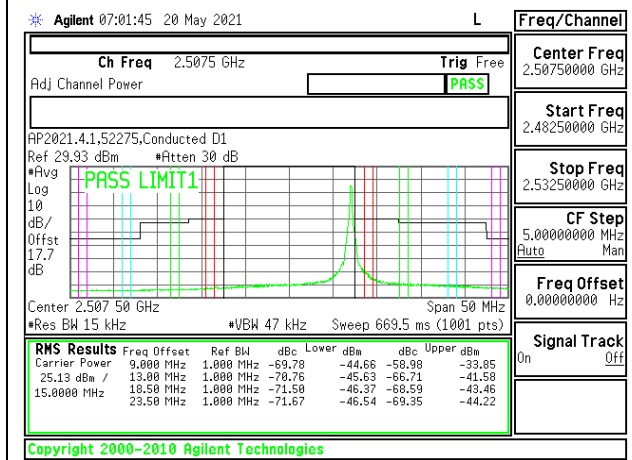 Agilent 07:01:45 20 May 2021 L
Freq/Channel
Ch Freq 2.5075 GHz Trig Free
Adj Channel Power PASS
Center Freq
2.50750000 GHz
Start Freq
2.48250000 GHz
Stop Freq
2.53250000 GHz
CF Step
5.00000000 MHz
Auto Man
Freq Offset
0.00000000 Hz
Signal Track
On Off
AP2021.4.1,52275,Conducted D1
Ref 29.93 dBm #Atten 30 dB
#Avg
Log
10
dB/
Offst
17.7
dB
PASS LIMIT1
Center 2.507 50 GHz Span 50 MHz
#Res BW 15 kHz #VBW 47 kHz Sweep 669.5 ms (1001 pts)
RMS Results Freq Offset Ref BW dBc Lower dBm dBc Upper dBm
Carrier Power 9.000 MHz 1.000 MHz -69.78 -44.66 -58.98 -33.85
25.13 dBm / 13.00 MHz 1.000 MHz -70.76 -45.63 -66.71 -41.58
15.0000 MHz 18.50 MHz 1.000 MHz -71.50 -46.37 -68.59 -43.46
23.50 MHz 1.000 MHz -71.67 -46.54 -69.35 -44.22
Copyright 2000-2010 Agilent Technologies